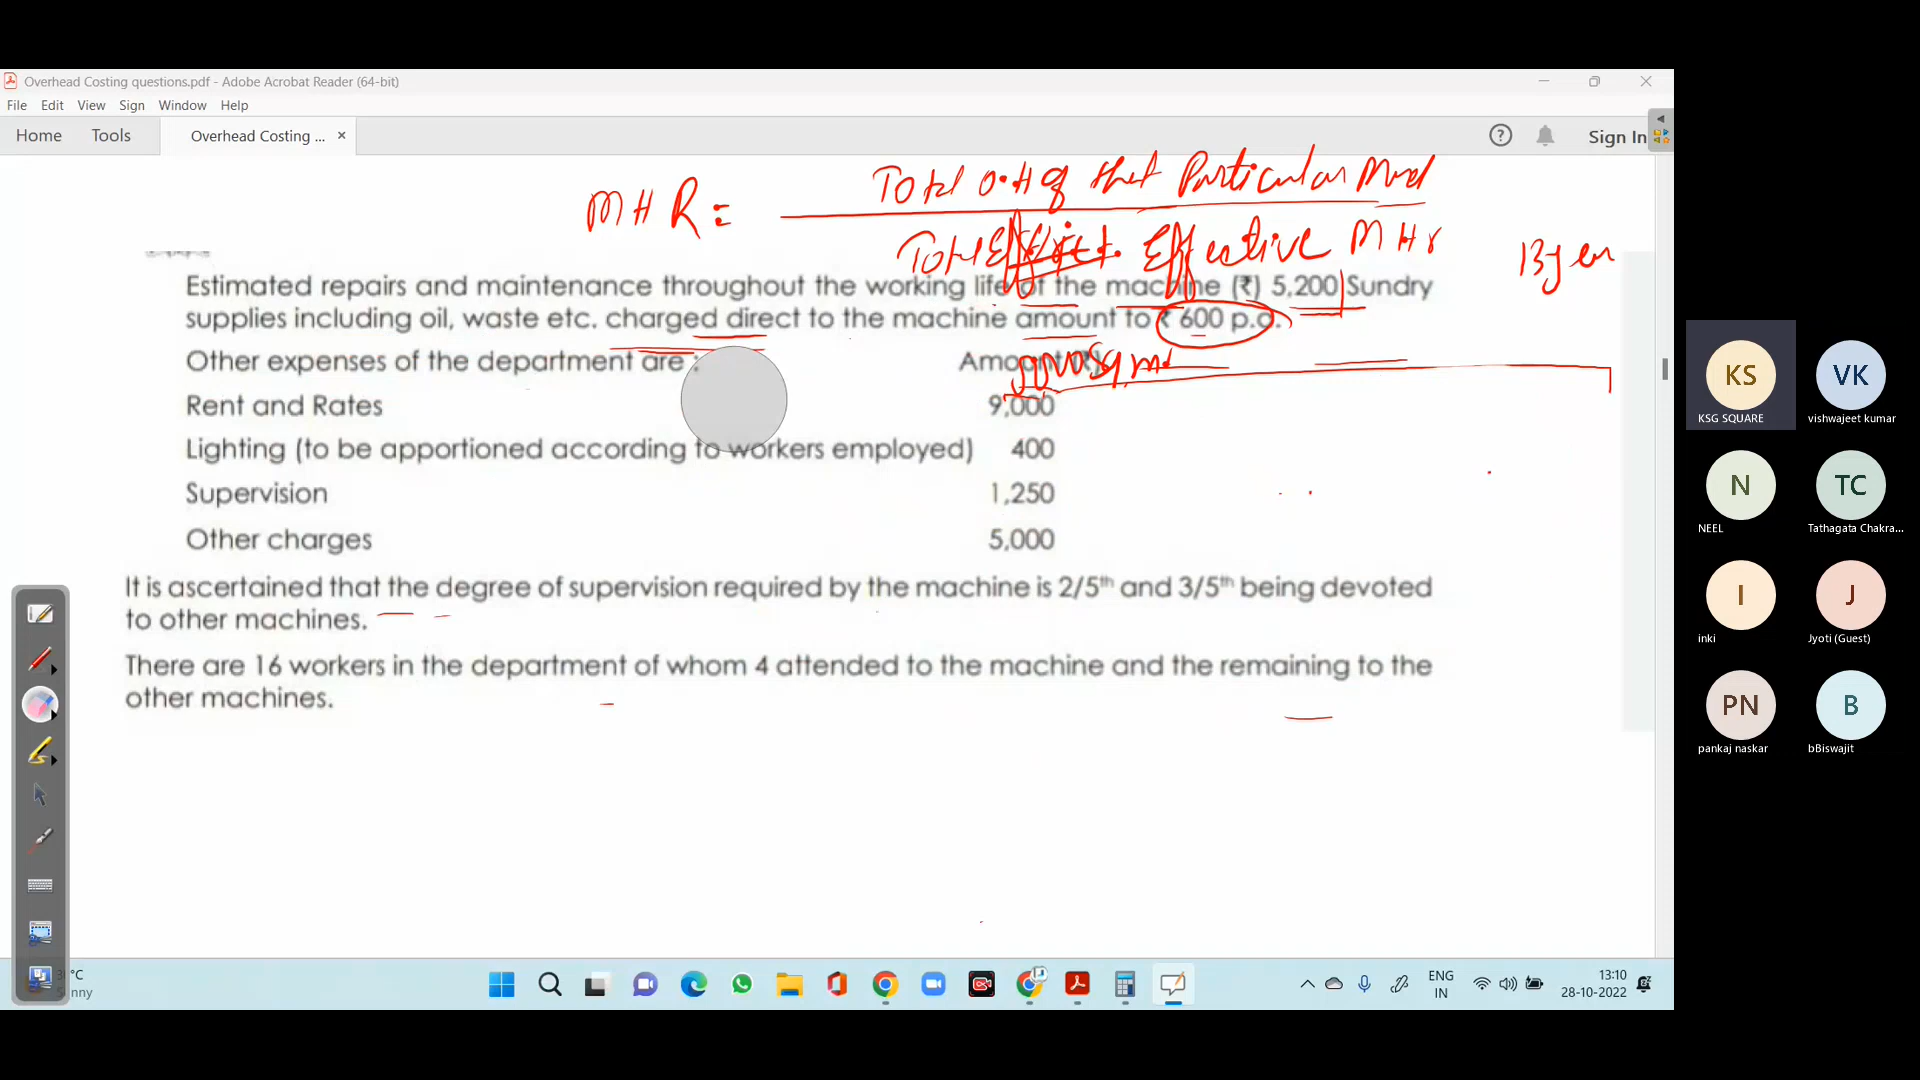 Overhead Costing questions.pdf - Adobe Acrobat Reader (64-bit)
File Edit View Sign Window Help
Home Tools Overhead Costing ... × Sign In
MHR = Total O.H of that Particular
Total Effective M Hr
Estimated repairs and maintenance throughout the working life of the machine (₹) 5,200 Sundry
supplies including oil, waste etc. charged direct to the machine amount to ₹ 600 p.a.
Other expenses of the department are :
Rent and Rates 9,000
Lighting (to be apportioned according to workers employed) 400
Supervision 1,250
Other charges 5,000
It is ascertained that the degree of supervision required by the machine is 2/5th and 3/5th being devoted
to other machines.
There are 16 workers in the department of whom 4 attended to the machine and the remaining to the
other machines.
KS
KSG SQUARE
VK
vishwajeet kumar
N
NEEL
TC
Tathagata Chakra...
I
inki
J
Jyoti (Guest)
PN
pankaj naskar
B
bBiswajit
ENG
IN
13:10
28-10-2022